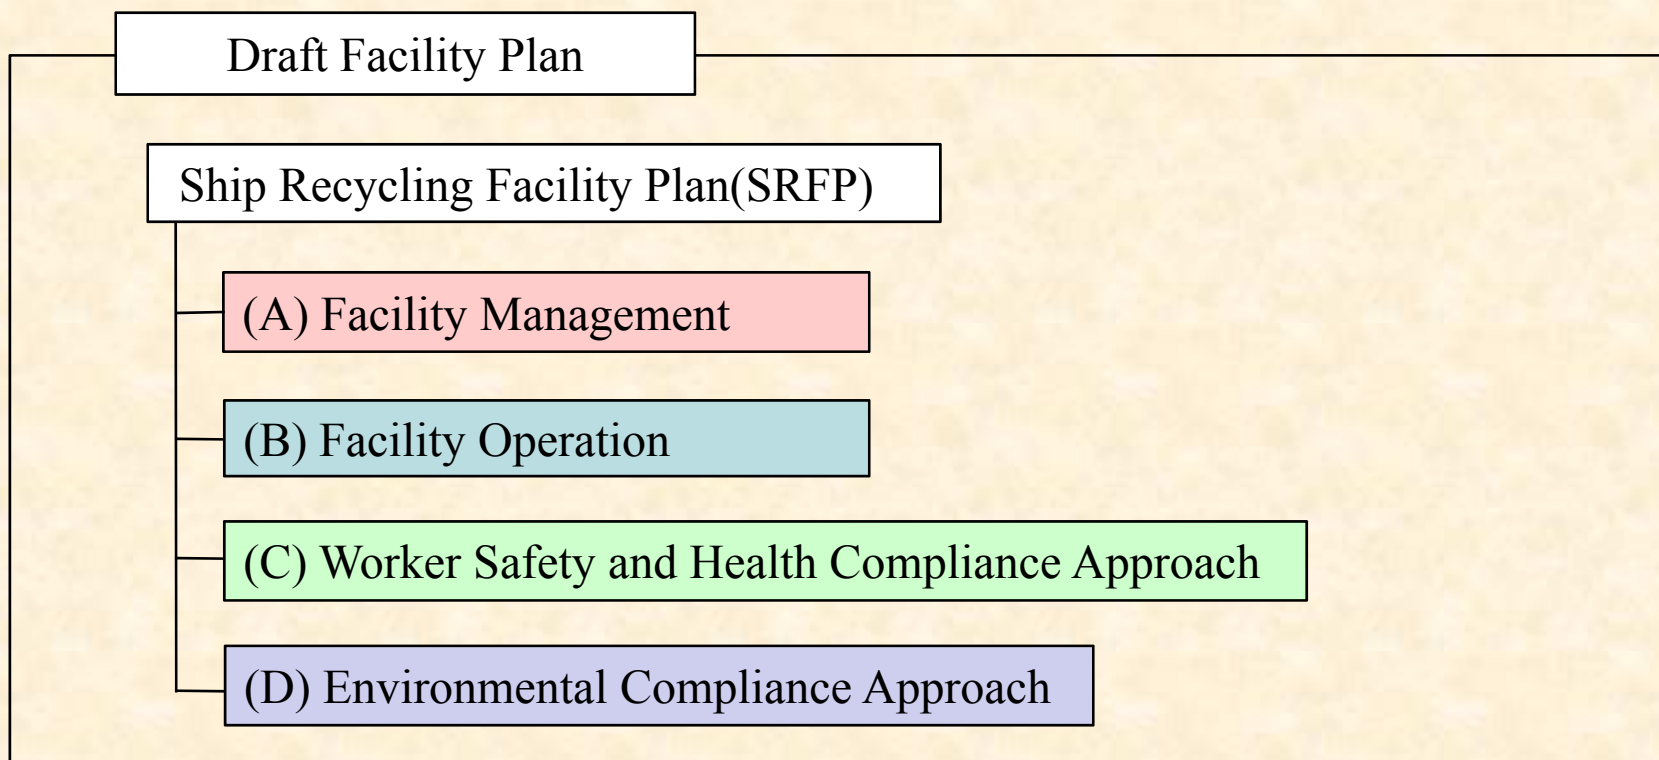 Draft Facility Plan
Ship Recycling Facility Plan(SRFP)
(A) Facility Management
(B) Facility Operation
(C) Worker Safety and Health Compliance Approach
(D) Environmental Compliance Approach